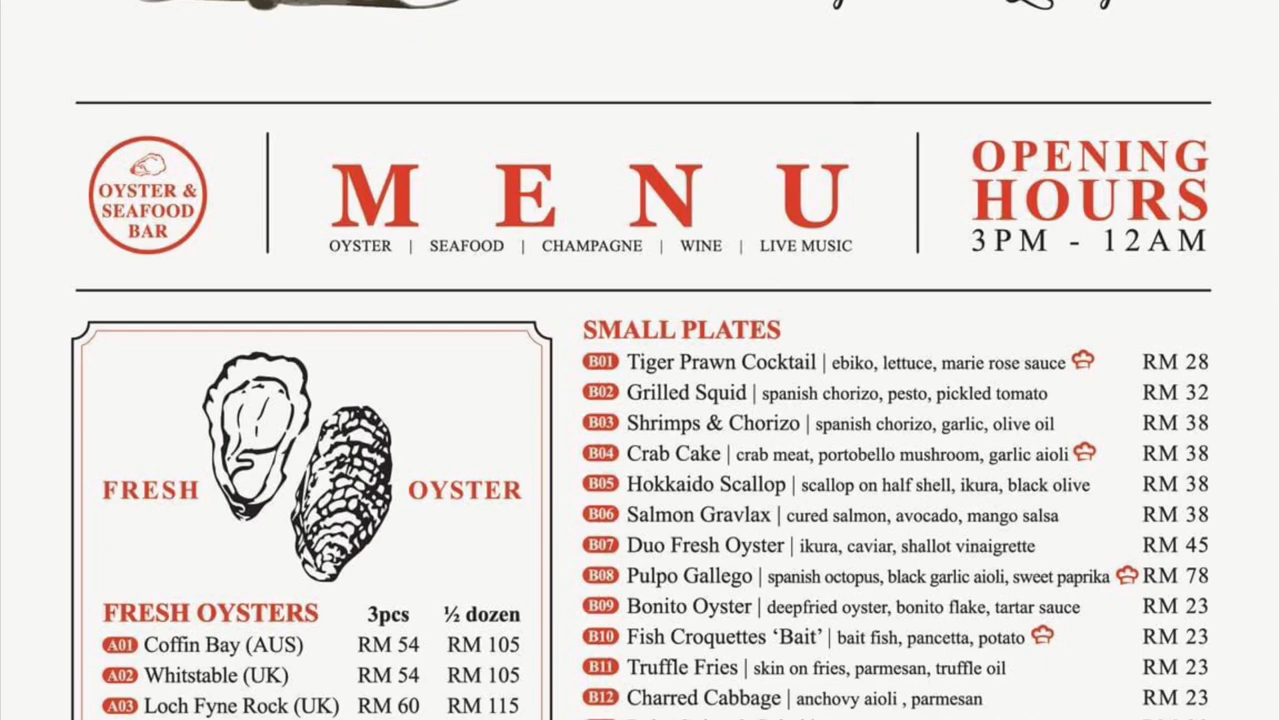 OYSTER &
SEAFOOD
BAR
MENU
OYSTER | SEAFOOD | CHAMPAGNE | WINE | LIVE MUSIC
OPENING
HOURS
3PM - 12AM
FRESH OYSTER
FRESH OYSTERS 3pcs ½ dozen
A01 Coffin Bay (AUS) RM 54 RM 105
A02 Whitstable (UK) RM 54 RM 105
A03 Loch Fyne Rock (UK) RM 60 RM 115
SMALL PLATES
B01 Tiger Prawn Cocktail | ebiko, lettuce, marie rose sauce RM 28
B02 Grilled Squid | spanish chorizo, pesto, pickled tomato RM 32
B03 Shrimps & Chorizo | spanish chorizo, garlic, olive oil RM 38
B04 Crab Cake | crab meat, portobello mushroom, garlic aioli RM 38
B05 Hokkaido Scallop | scallop on half shell, ikura, black olive RM 38
B06 Salmon Gravlax | cured salmon, avocado, mango salsa RM 38
B07 Duo Fresh Oyster | ikura, caviar, shallot vinaigrette RM 45
B08 Pulpo Gallego | spanish octopus, black garlic aioli, sweet paprika RM 78
B09 Bonito Oyster | deepfried oyster, bonito flake, tartar sauce RM 23
B10 Fish Croquettes ‘Bait’ | bait fish, pancetta, potato RM 23
B11 Truffle Fries | skin on fries, parmesan, truffle oil RM 23
B12 Charred Cabbage | anchovy aioli , parmesan RM 23